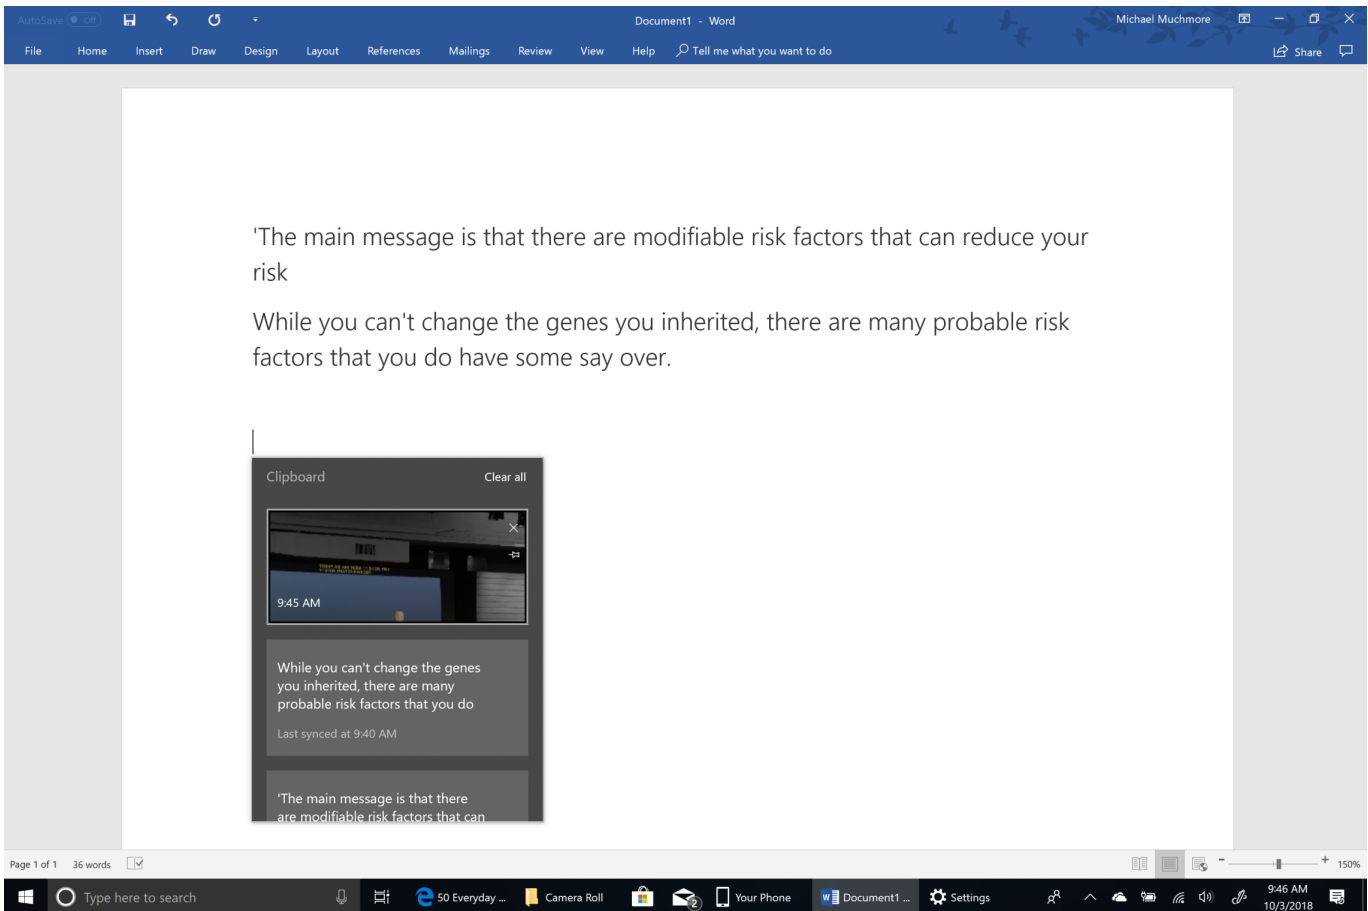 AutoSave Off Document1 - Word Michael Muchmore
File Home Insert Draw Design Layout References Mailings Review View Help Tell me what you want to do Share
'The main message is that there are modifiable risk factors that can reduce your
risk
While you can't change the genes you inherited, there are many probable risk
factors that you do have some say over.
Clipboard Clear all
9:45 AM
While you can't change the genes
you inherited, there are many
probable risk factors that you do
Last synced at 9:40 AM
'The main message is that there
are modifiable risk factors that can
Page 1 of 1 36 words - + 150%
Type here to search 50 Everyday ... Camera Roll 2 Your Phone Document1 ... Settings 9:46 AM
10/3/2018